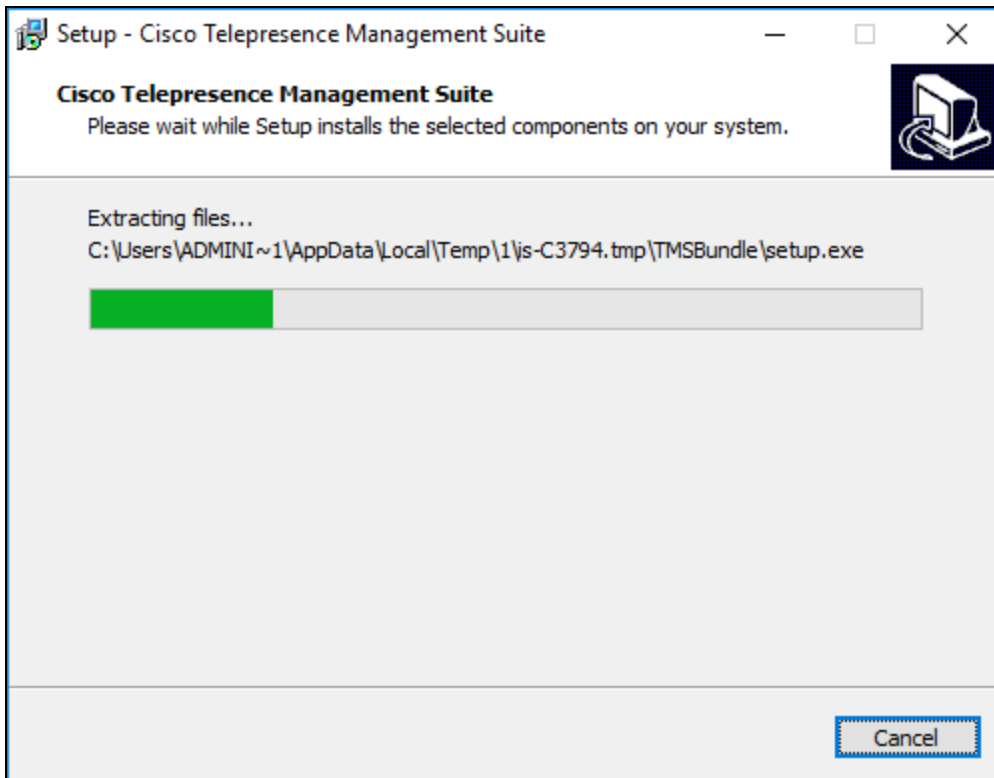 Setup - Cisco Telepresence Management Suite
Cisco Telepresence Management Suite
Please wait while Setup installs the selected components on your system.
Extracting files...
C:\Users\ADMINI~1\AppData\Local\Temp\1\is-C3794.tmp\TMSBundle\setup.exe
Cancel